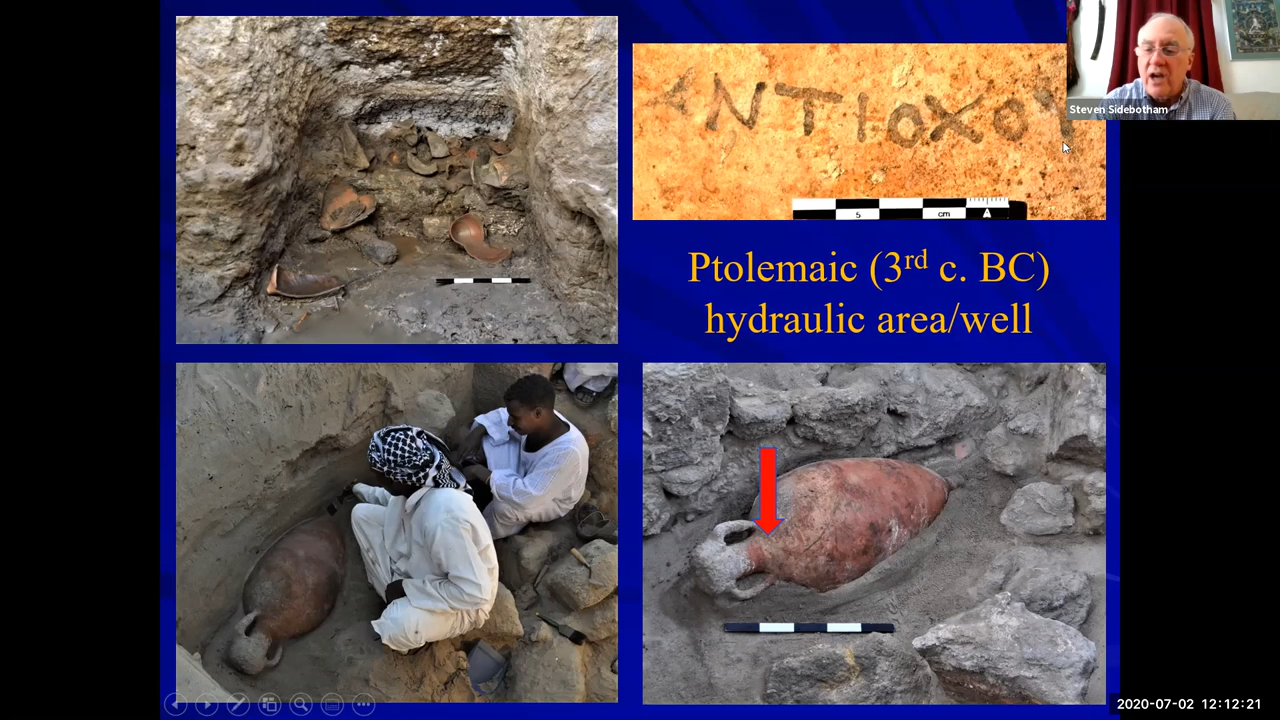 ΑΝΤΙΟΧΟΥ
Steven Sidebotham
5 cm A
Ptolemaic (3rd c. BC)
hydraulic area/well
2020-07-02 12:12:21